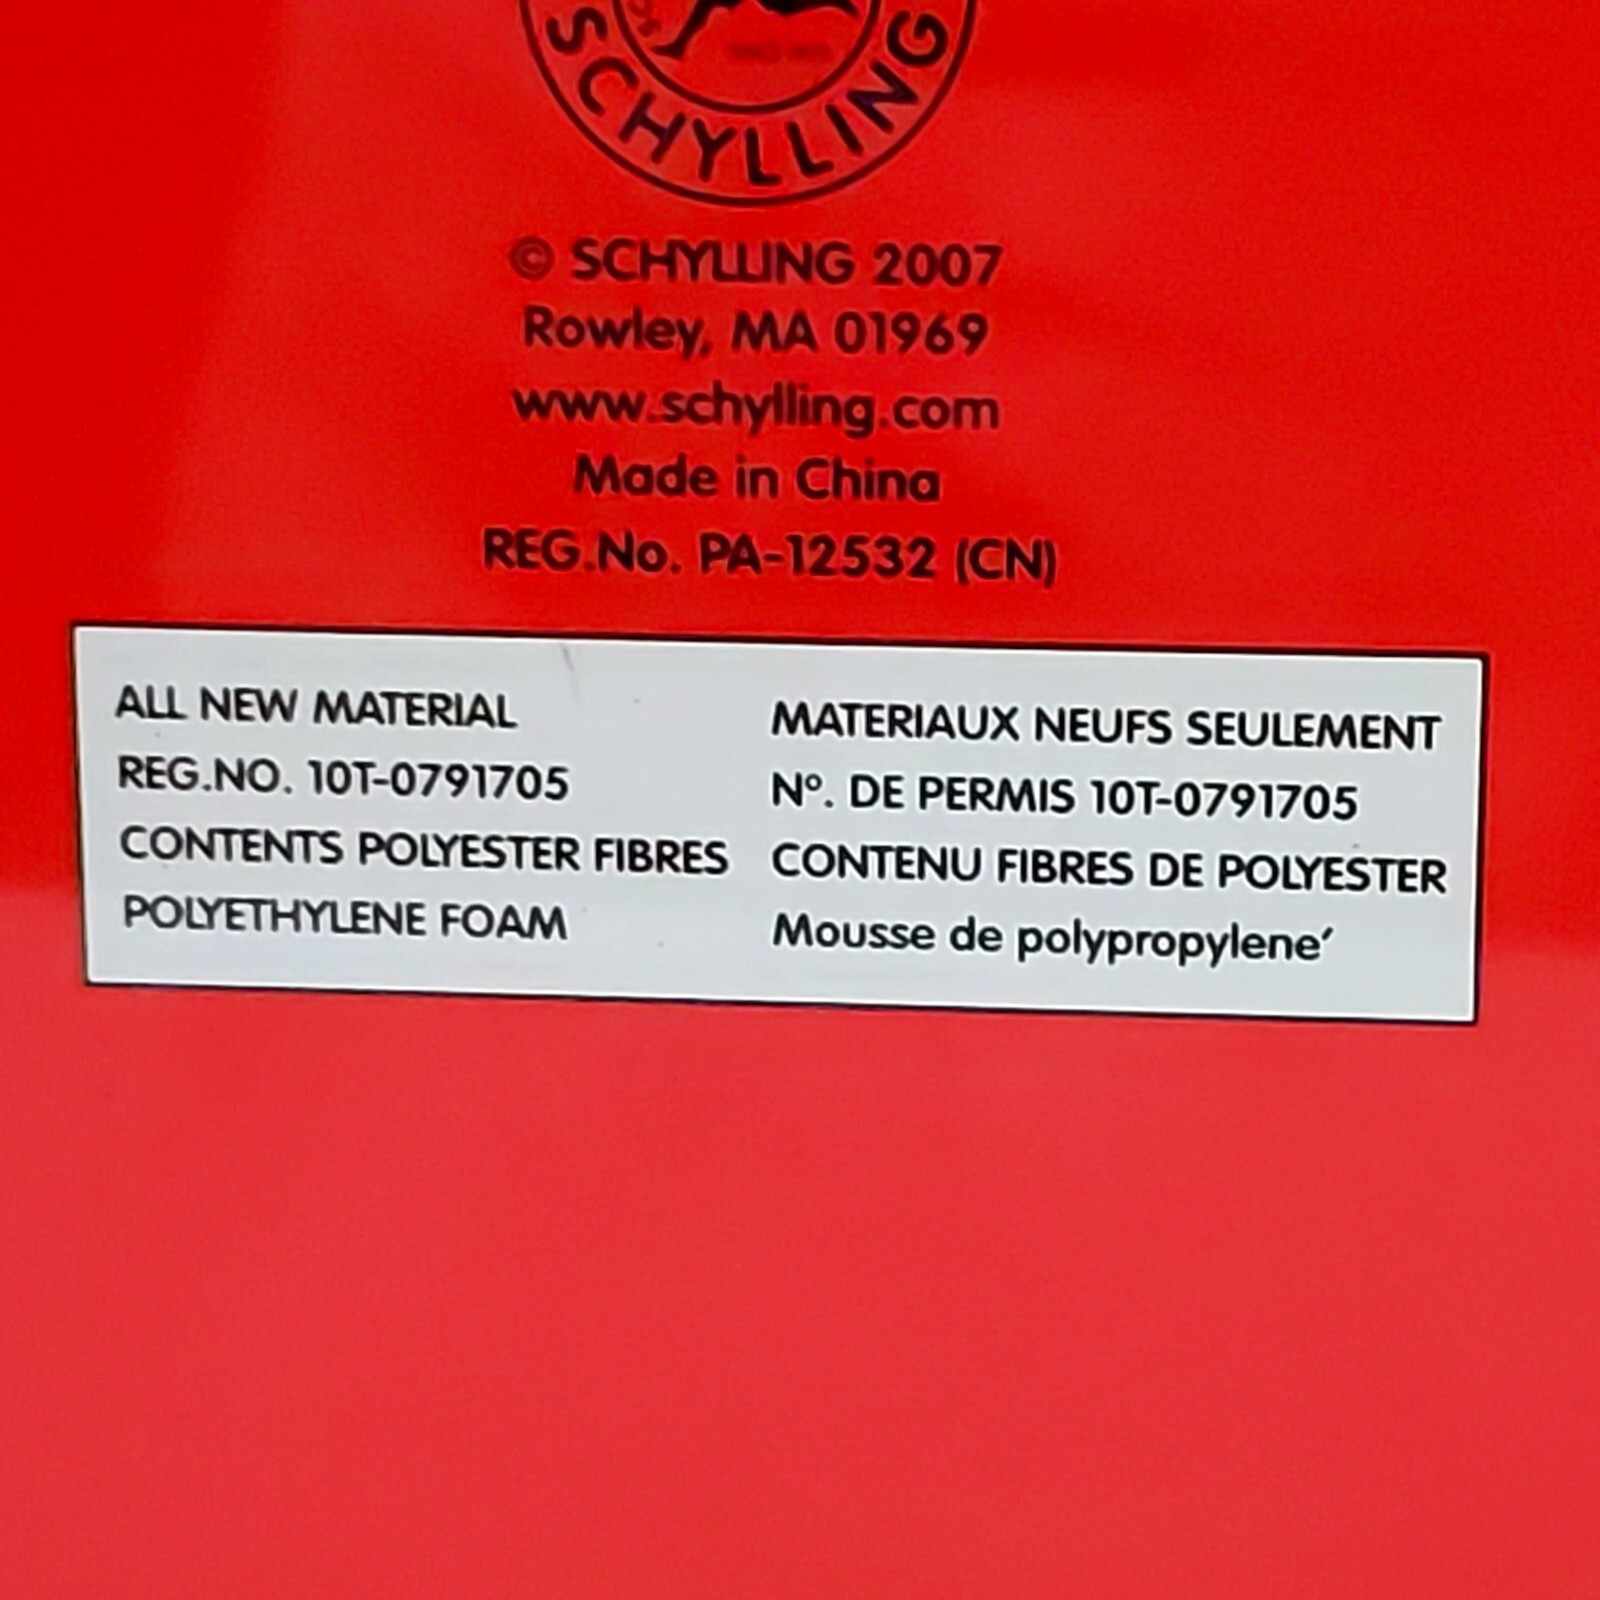 SCHYLLING
© SCHYLLING 2007
Rowley, MA 01969
www.schylling.com
Made in China
REG.No. PA-12532 (CN)
ALL NEW MATERIAL
REG.NO. 10T-0791705
CONTENTS POLYESTER FIBRES
POLYETHYLENE FOAM
MATERIAUX NEUFS SEULEMENT
Nº. DE PERMIS 10T-0791705
CONTENU FIBRES DE POLYESTER
Mousse de polypropylene′